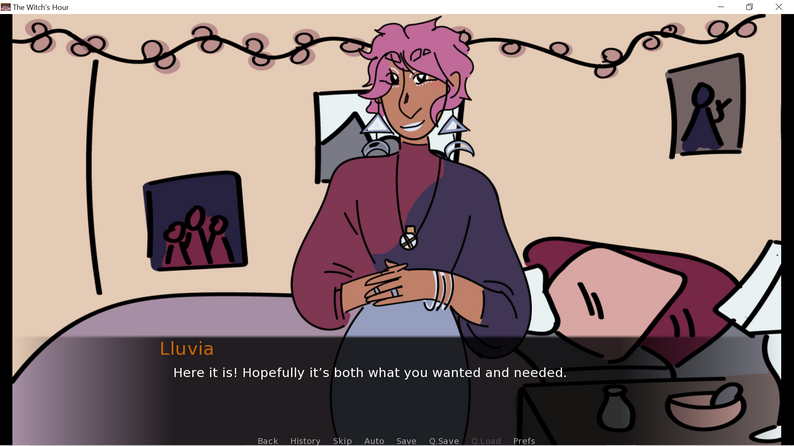 The Witch's Hour
Lluvia
Here it is! Hopefully it's both what you wanted and needed.
Back History Skip Auto Save Q.Save Q.Load Prefs